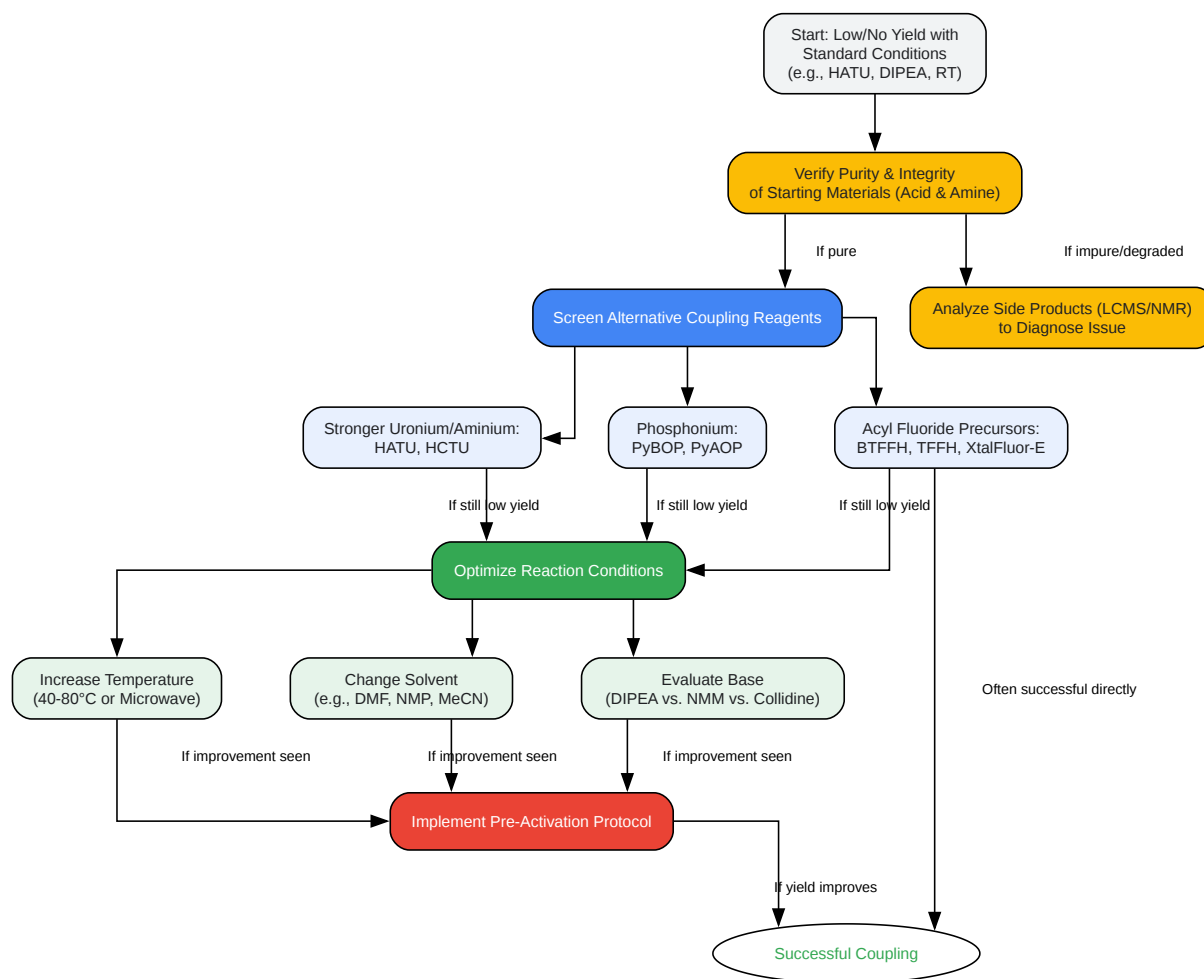 Start: Low/No Yield with
Standard Conditions
(e.g., HATU, DIPEA, RT)
Verify Purity & Integrity
of Starting Materials (Acid & Amine)
If pure
If impure/degraded
Screen Alternative Coupling Reagents
Analyze Side Products (LCMS/NMR)
to Diagnose Issue
Stronger Uronium/Aminium:
HATU, HCTU
Phosphonium:
PyBOP, PyAOP
Acyl Fluoride Precursors:
BTFFH, TFFH, XtalFluor-E
If still low yield
If still low yield
If still low yield
Optimize Reaction Conditions
Increase Temperature
(40-80°C or Microwave)
Change Solvent
(e.g., DMF, NMP, MeCN)
Evaluate Base
(DIPEA vs. NMM vs. Collidine)
Often successful directly
If improvement seen
If improvement seen
If improvement seen
Implement Pre-Activation Protocol
If yield improves
Successful Coupling